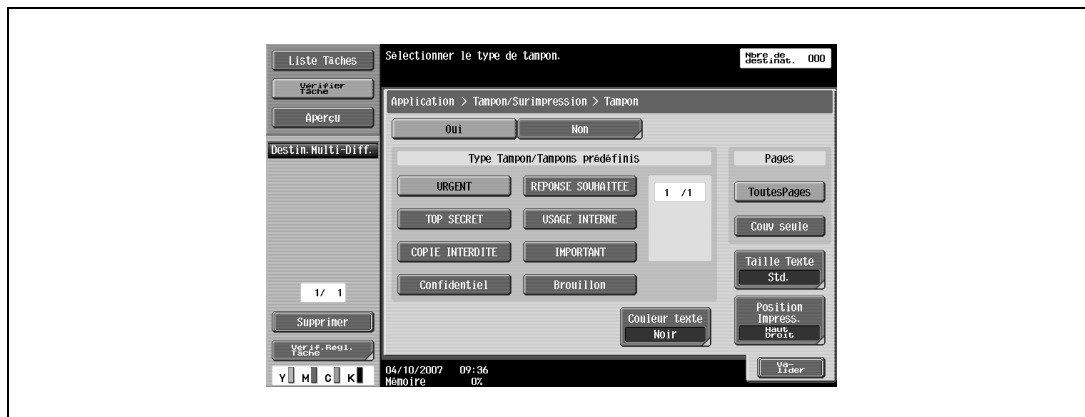 Liste Tâches
Vérifier
Tâche
Aperçu
Destin.Multi-Diff.
1/ 1
Supprimer
Vérif.Régl.
Tâche
Y M C K
Sélectionner le type de tampon.
Nbre de
destinat. 000
Application > Tampon/Surimpression > Tampon
Oui Non
Type Tampon/Tampons prédéfinis
URGENT REPONSE SOUHAITEE
TOP SECRET USAGE INTERNE
COPIE INTERDITE IMPORTANT
Confidentiel Brouillon
1 /1
Couleur texte
Noir
Pages
ToutesPages
Couv seule
Taille Texte
Std.
Position
Impress.
Haut
Droit
Va-
lider
04/10/2007 09:36
Mémoire 0%